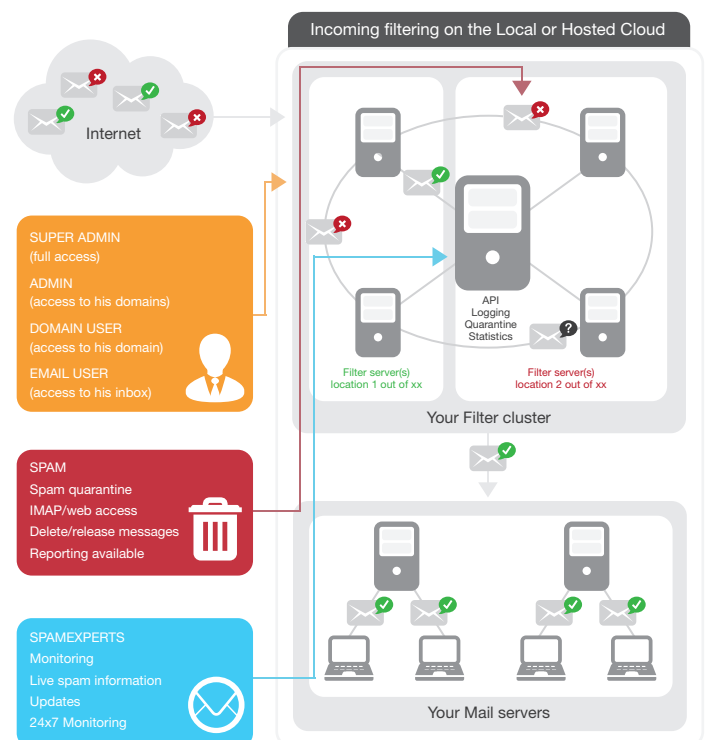 Incoming filtering on the Local or Hosted Cloud
Internet
SUPER ADMIN
(full access)
ADMIN
(access to his domains)
DOMAIN USER
(access to his domain)
EMAIL USER
(access to his inbox)
API
Logging
Quarantine
Statistics
?
Filter server(s)
location 1 out of xx
Filter server(s)
location 2 out of xx
Your Filter cluster
SPAM
Spam quarantine
IMAP/web access
Delete/release messages
Reporting available
SPAMEXPERTS
Monitoring
Live spam information
Updates
24x7 Monitoring
Your Mail servers